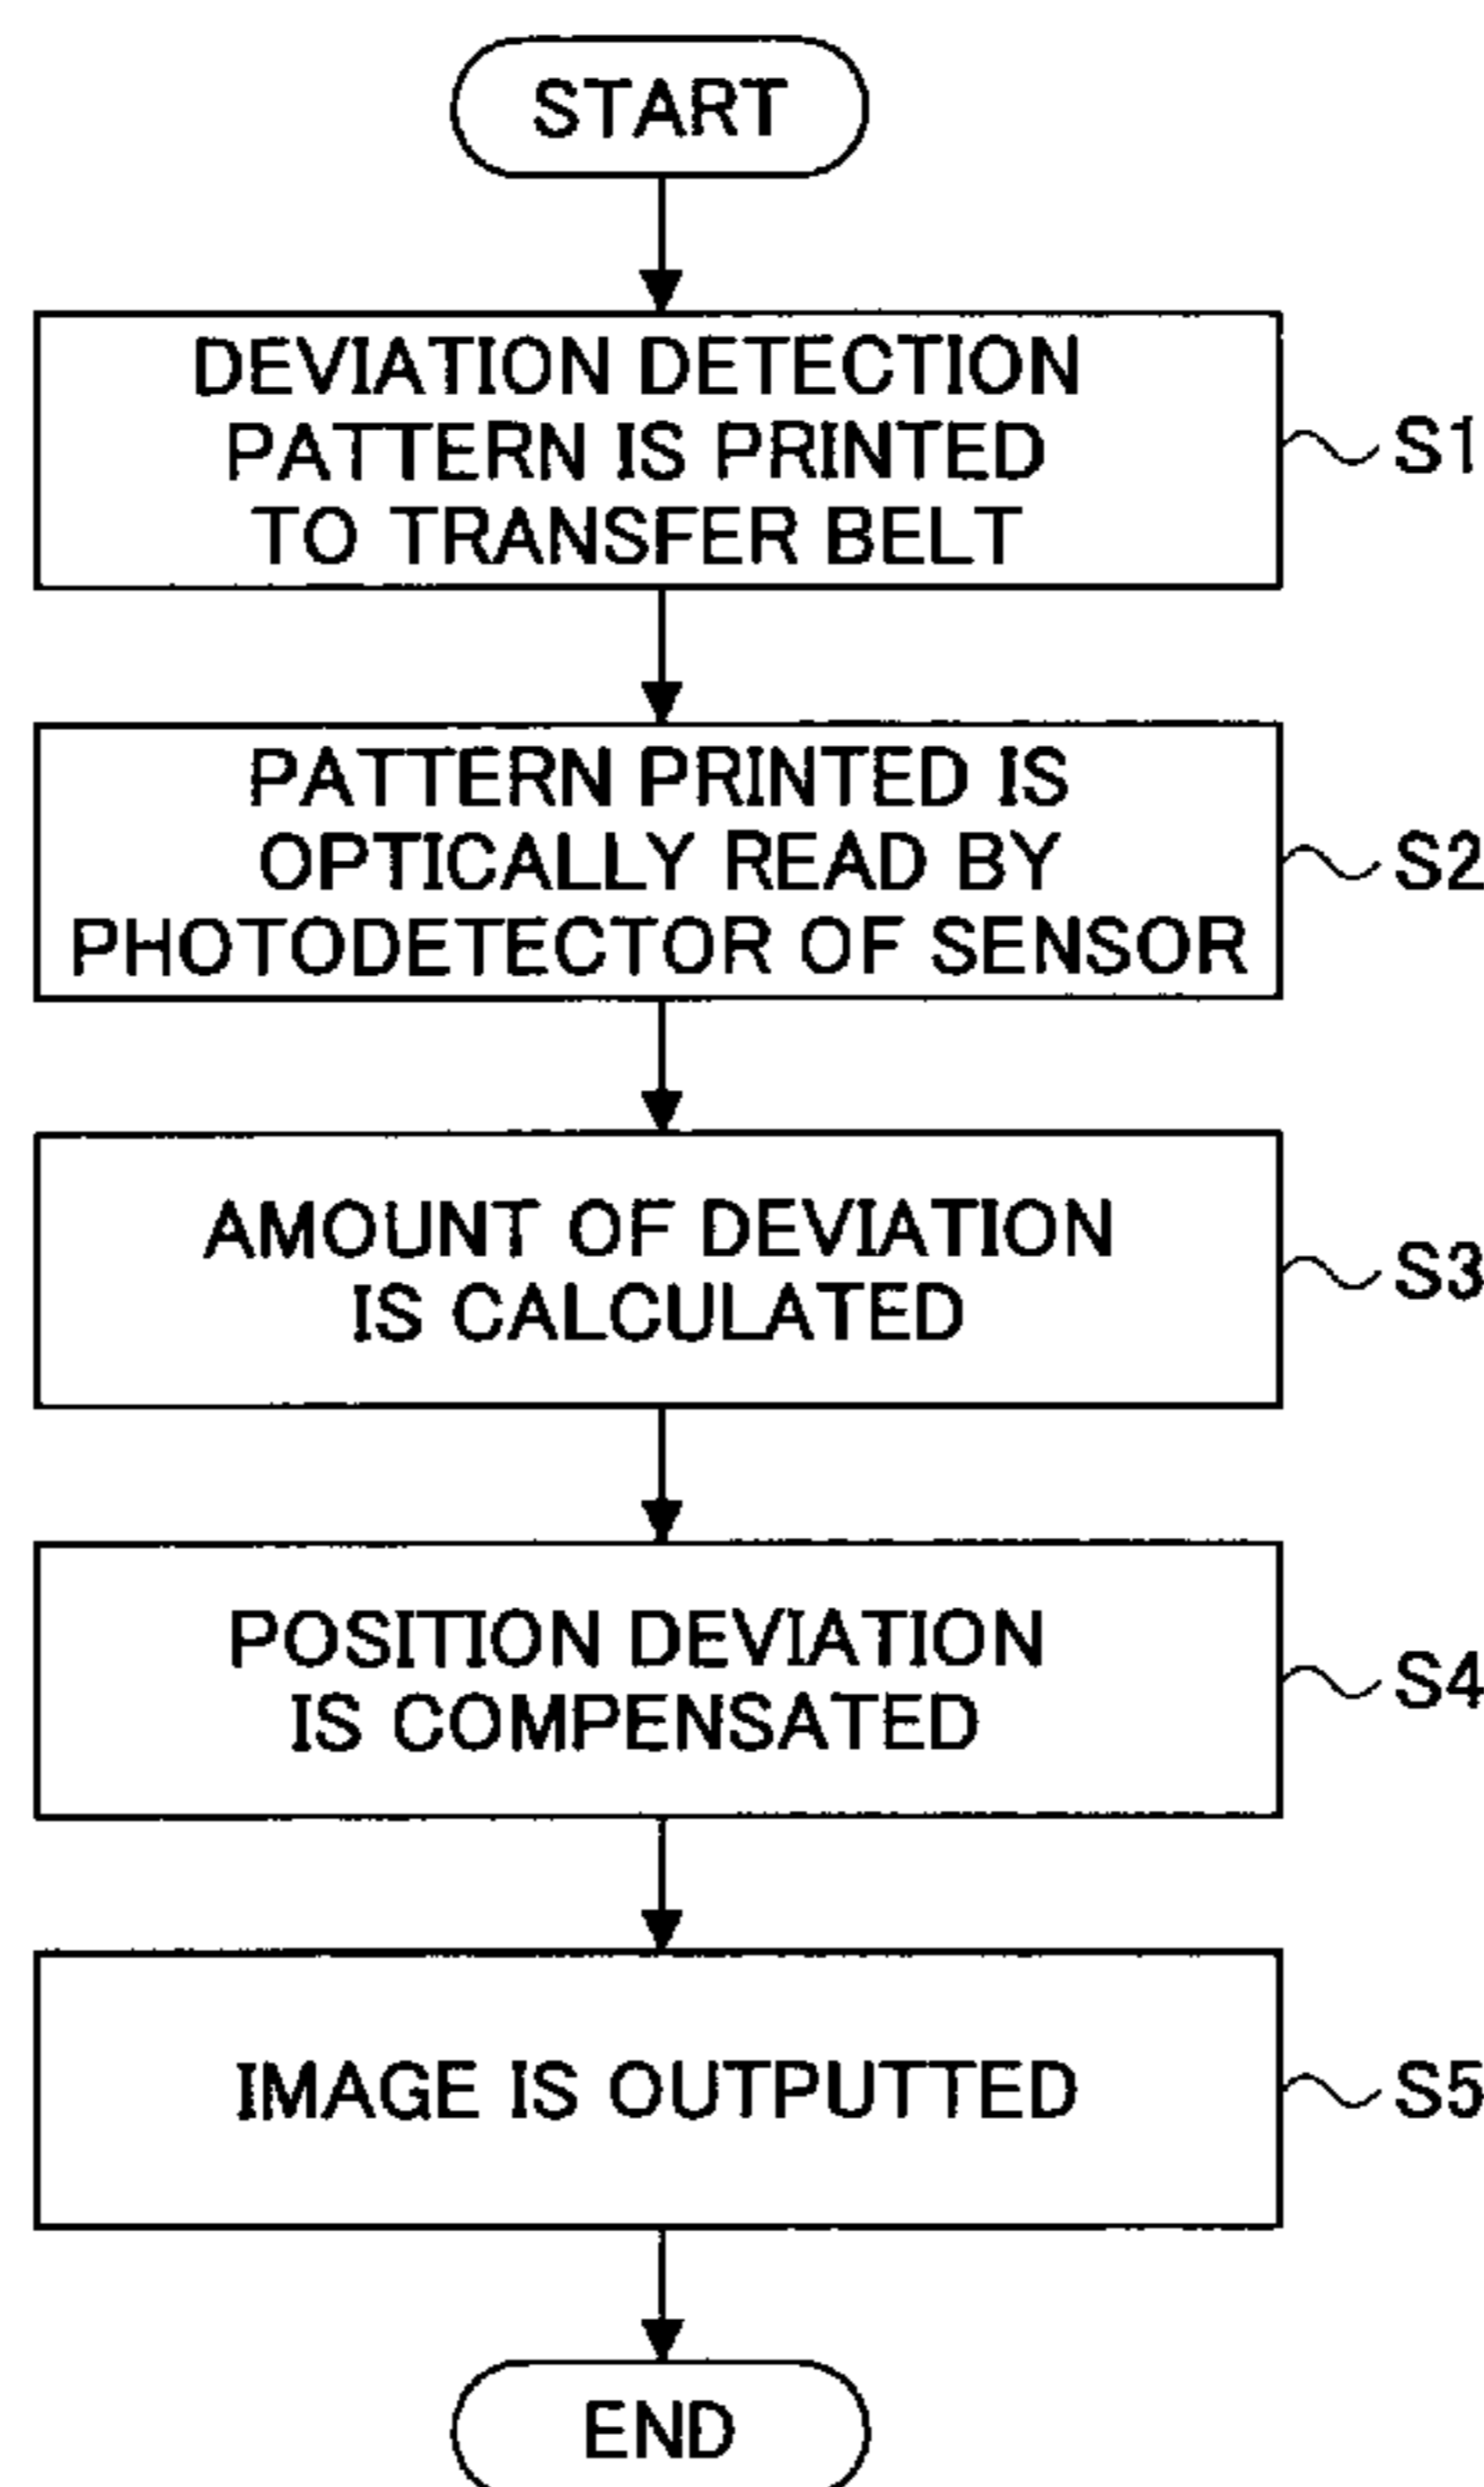 START
DEVIATION DETECTION
PATTERN IS PRINTED
TO TRANSFER BELT
S1
PATTERN PRINTED IS
OPTICALLY READ BY
PHOTODETECTOR OF SENSOR
S2
AMOUNT OF DEVIATION
IS CALCULATED
S3
POSITION DEVIATION
IS COMPENSATED
S4
IMAGE IS OUTPUTTED
S5
END